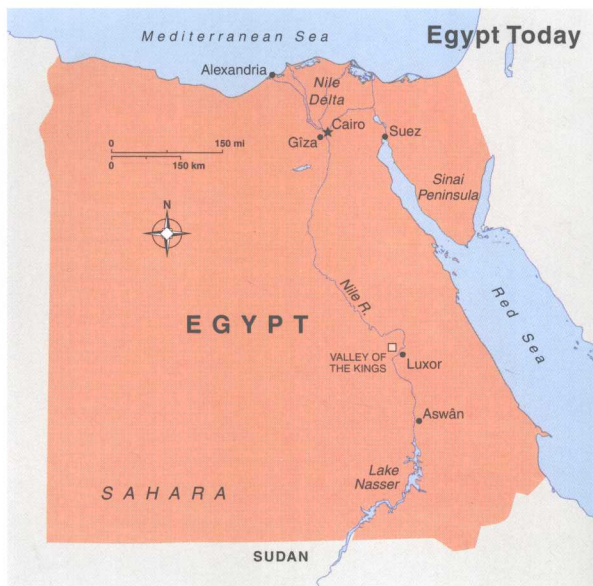 Egypt Today
Mediterranean Sea
Alexandria
Nile
Delta
Cairo
Gîza
Suez
0 150 mi
0 150 km
Sinai
Peninsula
N
Nile R.
Red Sea
EGYPT
VALLEY OF
THE KINGS
Luxor
Aswân
Lake
Nasser
SAHARA
SUDAN